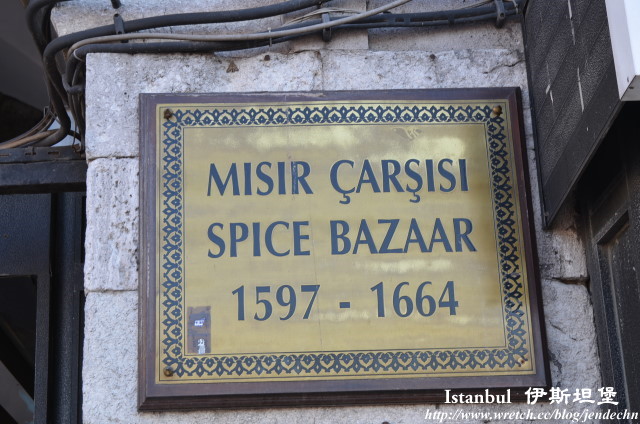 MISIR ÇARŞISI
SPICE BAZAAR
1597 - 1664
Istanbul 伊斯坦堡
http://www.wretch.cc/blog/jendechn